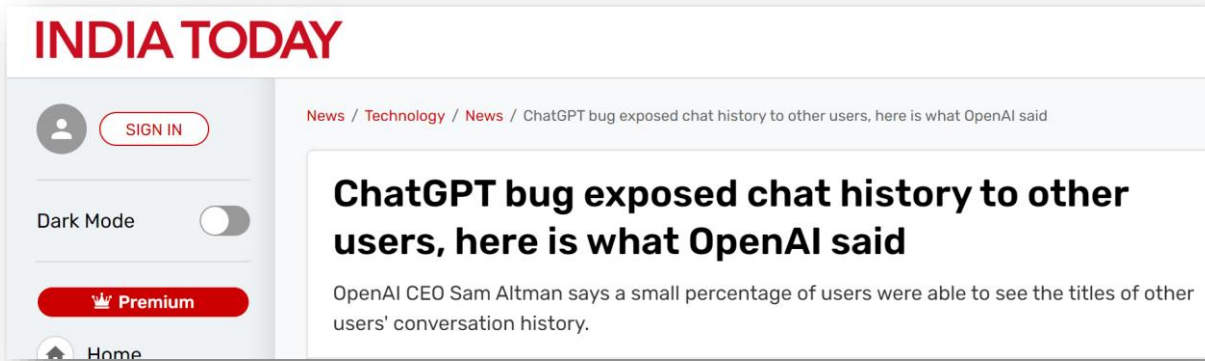 INDIA TODAY
SIGN IN
Dark Mode
Premium
Home
News / Technology / News / ChatGPT bug exposed chat history to other users, here is what OpenAI said
ChatGPT bug exposed chat history to other
users, here is what OpenAI said
OpenAI CEO Sam Altman says a small percentage of users were able to see the titles of other
users' conversation history.